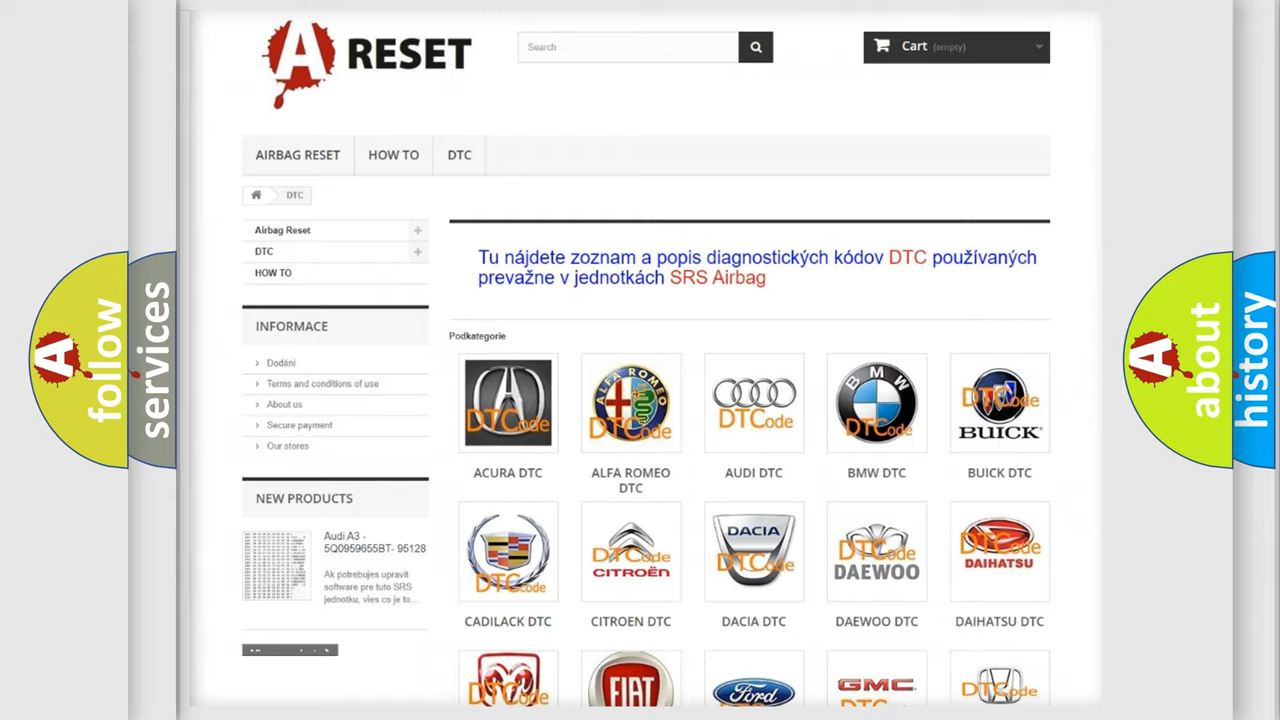 A RESET
Search
Cart (empty)
AIRBAG RESET
HOW TO
DTC
DTC
Airbag Reset
DTC
HOW TO
INFORMACE
Dodání
Terms and conditions of use
About us
Secure payment
Our stores
NEW PRODUCTS
Audi A3 -
5Q0959655BT- 95128
Ak potrebujes upravit
software pre tuto SRS
jednotku, vies co je to...
Tu nájdete zoznam a popis diagnostických kódov DTC používaných
prevažne v jednotkách SRS Airbag
Podkategorie
DTCode
ACURA DTC
ALFA ROMEO
DTCode
ALFA ROMEO
DTC
DTCode
AUDI DTC
BMW
DTCode
BMW DTC
DTCode
BUICK
BUICK DTC
DTCode
CADILACK DTC
DTCode
CITROËN
CITROEN DTC
DACIA
DTCode
DACIA DTC
DTCode
DAEWOO
DAEWOO DTC
DTCode
DAIHATSU
DAIHATSU DTC
DTCode
FIAT
Ford
GMC
DTCode
A follow
services
A about
history